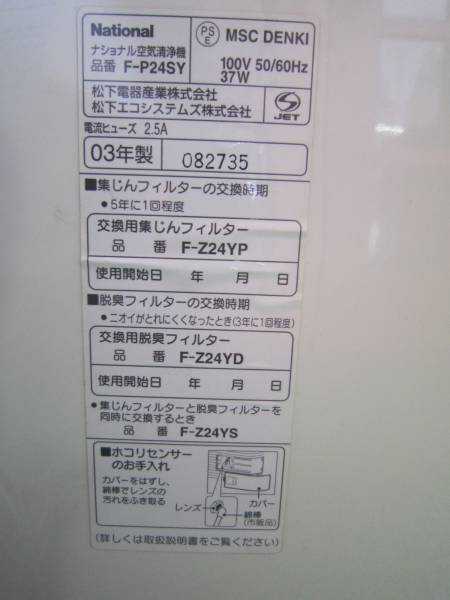 National
ナショナル空気清浄機
品番 F-P24SY
PS
E
MSC DENKI
100V 50/60Hz
37W
松下電器産業株式会社
松下エコシステムズ株式会社
S
JET
電流ヒューズ 2.5A
03年製 082735
■集じんフィルターの交換時期
●5年に1回程度
交換用集じんフィルター
品番 F-Z24YP
使用開始日 年 月 日
■脱臭フィルターの交換時期
●ニオイがとれにくくなったとき(3年に1回程度)
交換用脱臭フィルター
品番 F-Z24YD
使用開始日 年 月 日
●集じんフィルターと脱臭フィルターを
同時に交換するとき
品番 F-Z24YS
■ホコリセンサー
のお手入れ
カバーをはずし、
綿棒でレンズの
汚れをふき取る
カバー
レンズ
綿棒
(市販品)
(詳しくは取扱説明書をご覧ください)